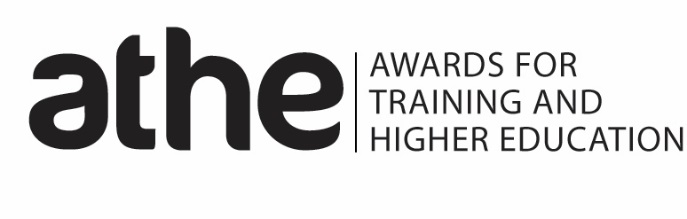 athe
AWARDS FOR
TRAINING AND
HIGHER EDUCATION